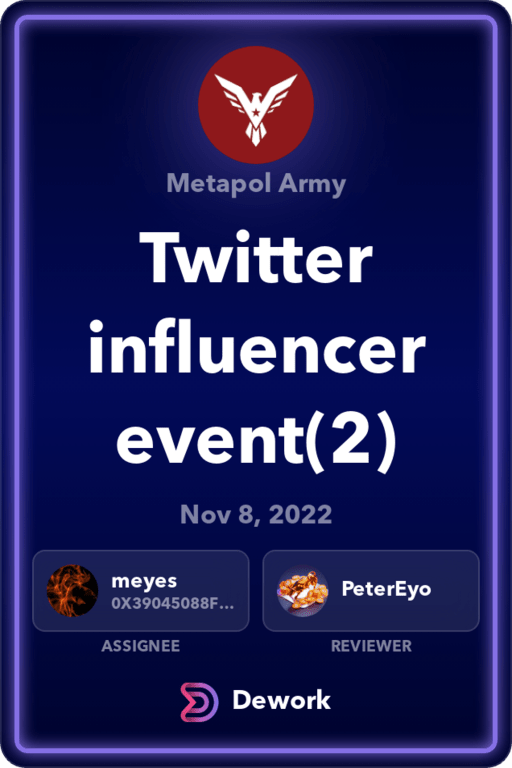 Metapol Army
Twitter
influencer
event(2)
Nov 8, 2022
meyes
0X39045088F...
PeterEyo
ASSIGNEE
REVIEWER
Dework